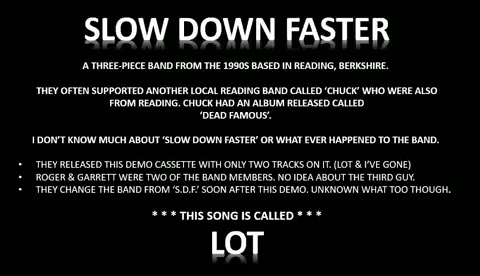 SLOW DOWN FASTER
A THREE-PIECE BAND FROM THE 1990S BASED IN READING, BERKSHIRE.
THEY OFTEN SUPPORTED ANOTHER LOCAL READING BAND CALLED ‘CHUCK’ WHO WERE ALSO
FROM READING. CHUCK HAD AN ALBUM RELEASED CALLED
‘DEAD FAMOUS’.
I DON’T KNOW MUCH ABOUT ‘SLOW DOWN FASTER’ OR WHAT EVER HAPPENED TO THE BAND.
• THEY RELEASED THIS DEMO CASSETTE WITH ONLY TWO TRACKS ON IT. (LOT & I’VE GONE)
• ROGER & GARRETT WERE TWO OF THE BAND MEMBERS. NO IDEA ABOUT THE THIRD GUY.
• THEY CHANGE THE BAND FROM ‘S.D.F.’ SOON AFTER THIS DEMO. UNKNOWN WHAT TOO THOUGH.
* * * THIS SONG IS CALLED * * *
LOT